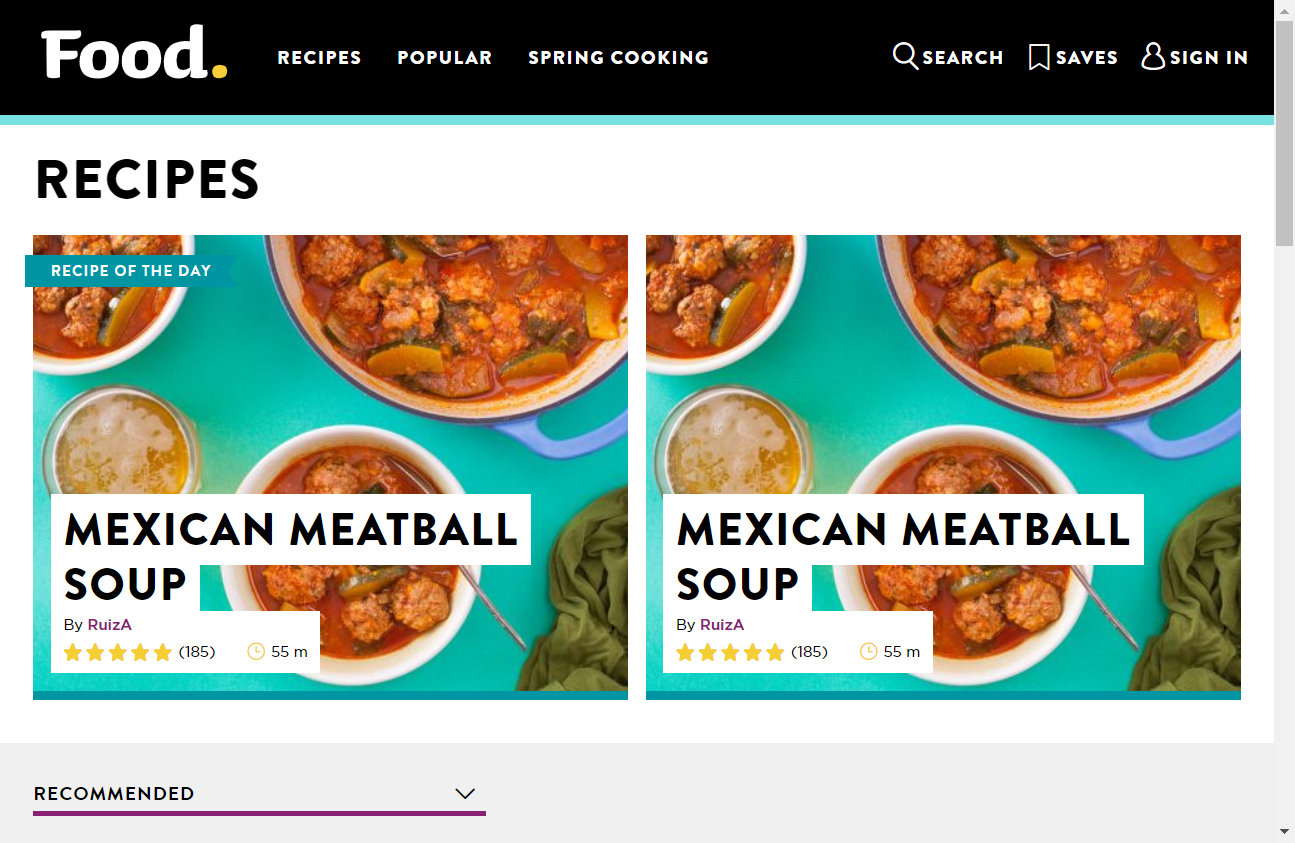 Food.
RECIPES
POPULAR
SPRING COOKING
SEARCH
SAVES
SIGN IN
RECIPES
RECIPE OF THE DAY
MEXICAN MEATBALL
SOUP
By RuizA
(185)
55 m
MEXICAN MEATBALL
SOUP
By RuizA
(185)
55 m
RECOMMENDED